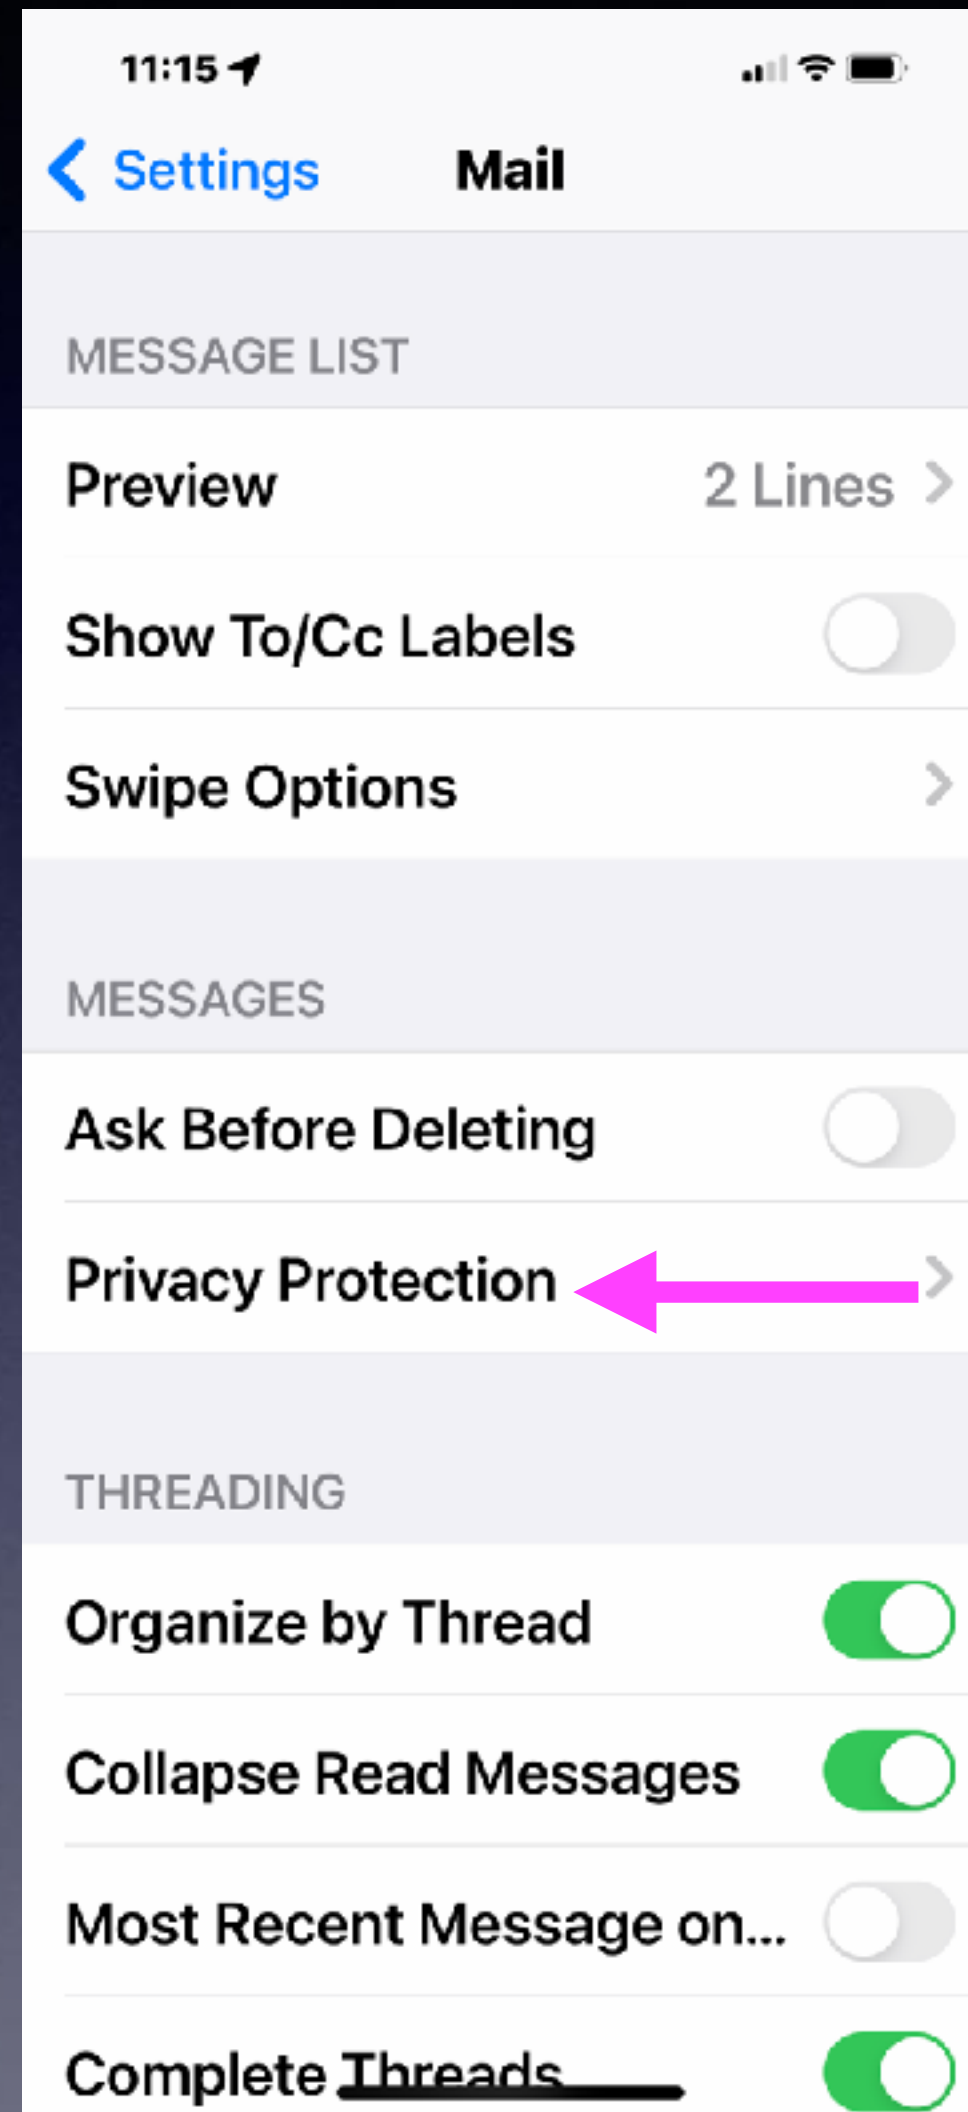 11:15
Settings Mail
MESSAGE LIST
Preview 2 Lines
Show To/Cc Labels
Swipe Options
MESSAGES
Ask Before Deleting
Privacy Protection
THREADING
Organize by Thread
Collapse Read Messages
Most Recent Message on...
Complete Threads